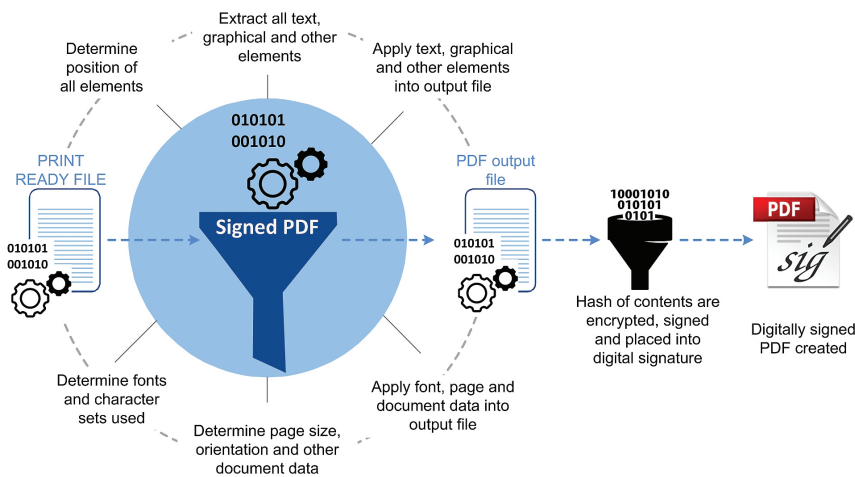 Extract all text,
graphical and other
elements
Determine
position of
all elements
Apply text, graphical
and other elements
into output file
010101
001010
PRINT
READY FILE
PDF output
file
Signed PDF
010101
001010
010101
001010
10001010
010101
0101
PDF
sig
Hash of contents are
encrypted, signed
and placed into
digital signature
Digitally signed
PDF created
Determine fonts
and character
sets used
Apply font, page and
document data into
output file
Determine page size,
orientation and other
document data